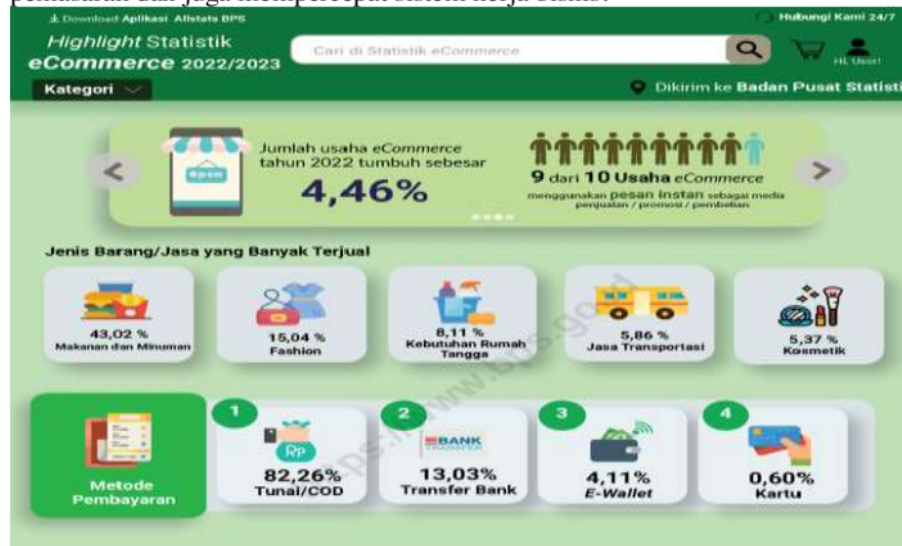 pemasaran dan juga mempercepat sistem kerja bisnis.
Download Aplikasi Allstats BPS
Hubungi Kami 24/7
Highlight Statistik
eCommerce 2022/2023
Cari di Statistik eCommerce
Hi, User!
Kategori
Dikirim ke Badan Pusat Statisti
Jumlah usaha eCommerce
tahun 2022 tumbuh sebesar
4,46%
Open
9 dari 10 Usaha eCommerce
menggunakan pesan instan sebagai media
penjualan / promosi / pembelian
Jenis Barang/Jasa yang Banyak Terjual
43,02 %
Makanan dan Minuman
15,04 %
Fashion
8,11 %
Kebutuhan Rumah
Tangga
5,86 %
Jasa Transportasi
5,37 %
Kosmetik
Metode
Pembayaran
1
Rp
82,26%
Tunai/COD
2
BANK
TRANSFER
13,03%
Transfer Bank
3
4,11%
E-Wallet
4
0,60%
Kartu